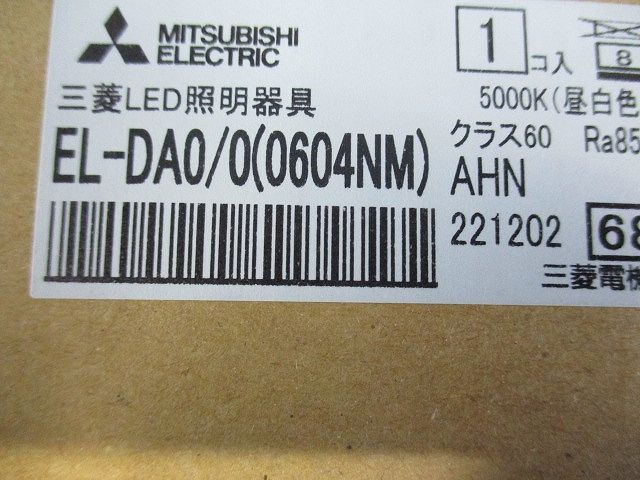 MITSUBISHI
ELECTRIC
1
コ入
8
三菱LED照明器具
5000K(昼白色
EL-DA0/0(0604NM)
クラス60 Ra85
AHN
221202
68
三菱電機